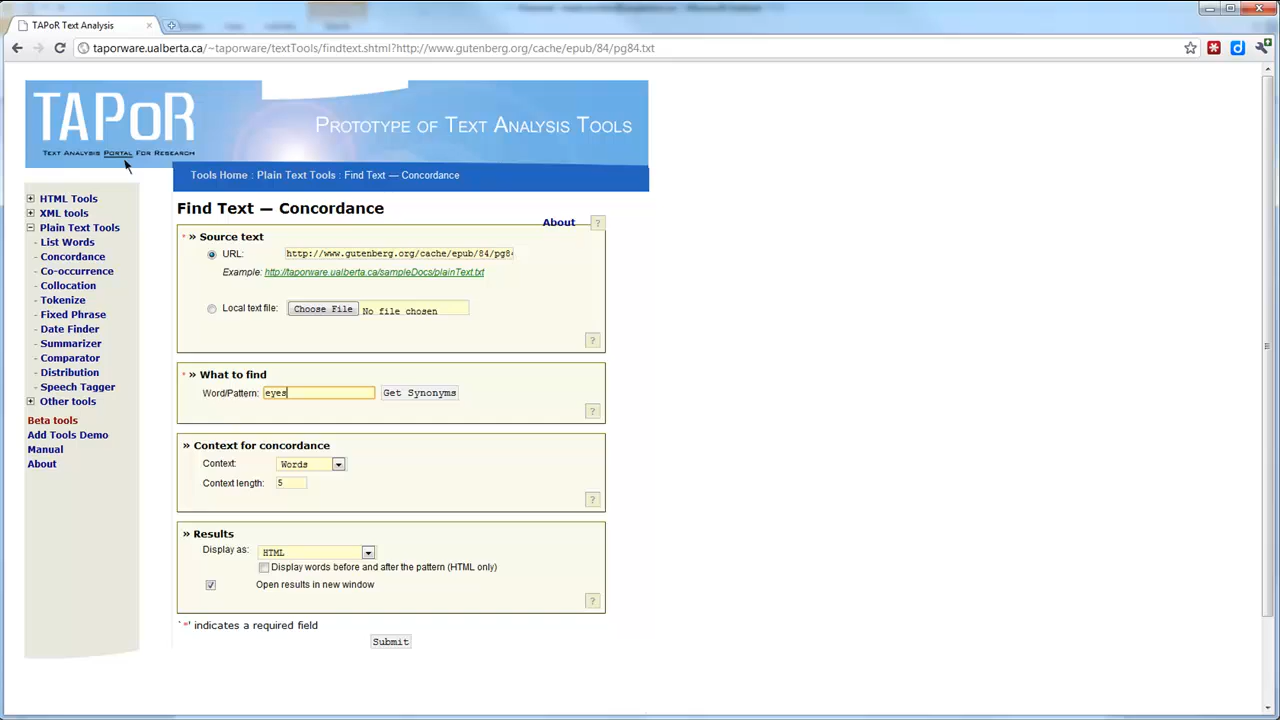 TAPoR Text Analysis
taporware.ualberta.ca/~taporware/textTools/findtext.shtml?http://www.gutenberg.org/cache/epub/84/pg84.txt
TAPoR
TEXT ANALYSIS PORTAL FOR RESEARCH
PROTOTYPE OF TEXT ANALYSIS TOOLS
Tools Home : Plain Text Tools : Find Text — Concordance
HTML Tools
XML tools
Plain Text Tools
- List Words
- Concordance
- Co-occurrence
- Collocation
- Tokenize
- Fixed Phrase
- Date Finder
- Summarizer
- Comparator
- Distribution
- Speech Tagger
Other tools
Beta tools
Add Tools Demo
Manual
About
Find Text — Concordance
About ?
* » Source text
URL: http://www.gutenberg.org/cache/epub/84/pg84
Example: http://taporware.ualberta.ca/sampleDocs/plainText.txt
Local text file: Choose File No file chosen
?
* » What to find
Word/Pattern: eyes Get Synonyms
?
» Context for concordance
Context: Words
Context length: 5
?
» Results
Display as: HTML
Display words before and after the pattern (HTML only)
Open results in new window
?
'*' indicates a required field
Submit